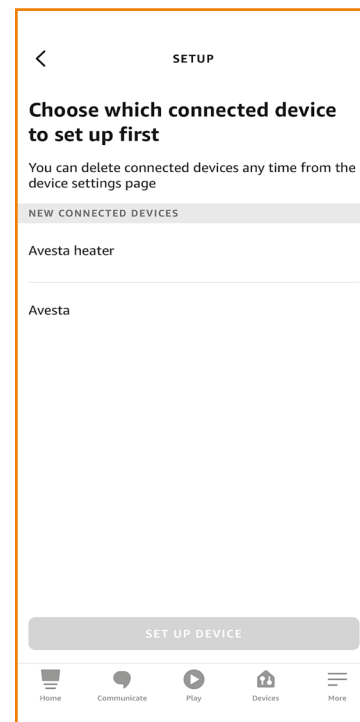 SETUP
Choose which connected device
to set up first
You can delete connected devices any time from the
device settings page
NEW CONNECTED DEVICES
Avesta heater
Avesta
SET UP DEVICE
Home Communicate Play Devices More